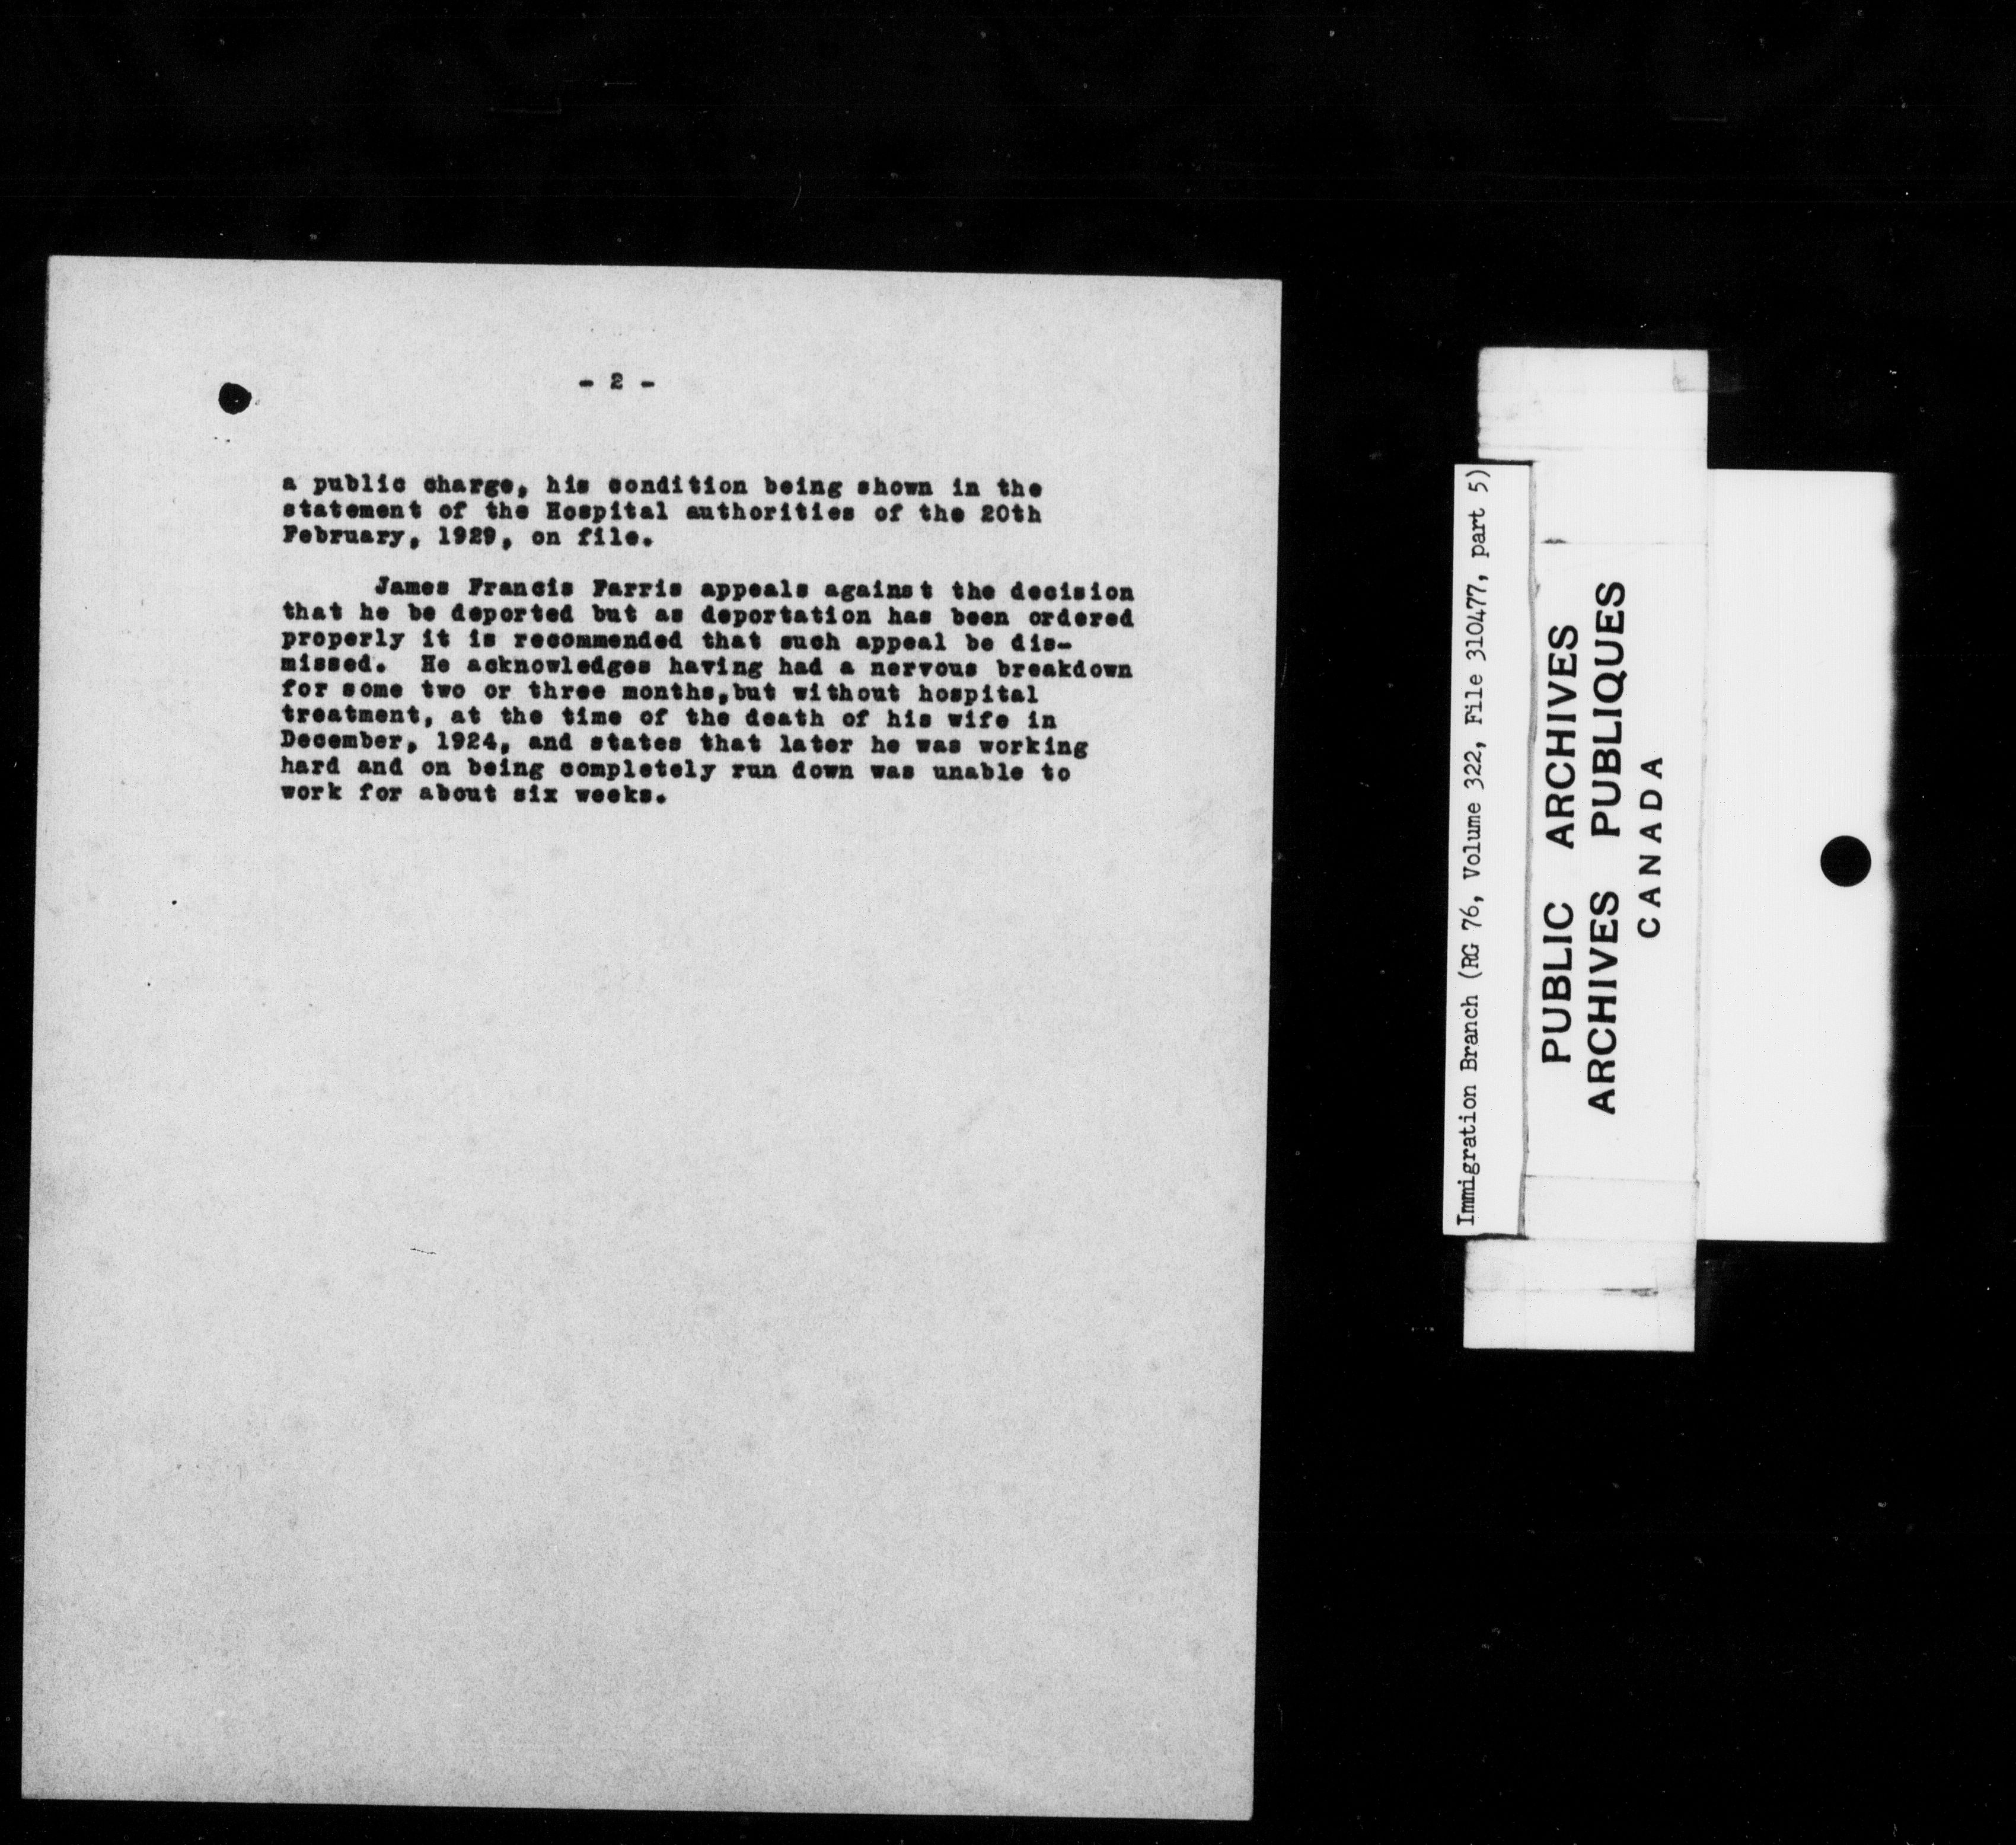 - 2 -
a public charge, his condition being shown in the
statement of the Hospital authorities of the 20th
February, 1929, on file.
James Francis Farris appeals against the decision
that he be deported but as deportation has been ordered
properly it is recommended that such appeal be dis-
missed. He acknowledges having had a nervous breakdown
for some two or three months,but without hospital
treatment, at the time of the death of his wife in
December, 1924, and states that later he was working
hard and on being completely run down was unable to
work for about six weeks.
Immigration Branch (RG 76, Volume 322, File 310477, part 5)
PUBLIC ARCHIVES
ARCHIVES PUBLIQUES
CANADA